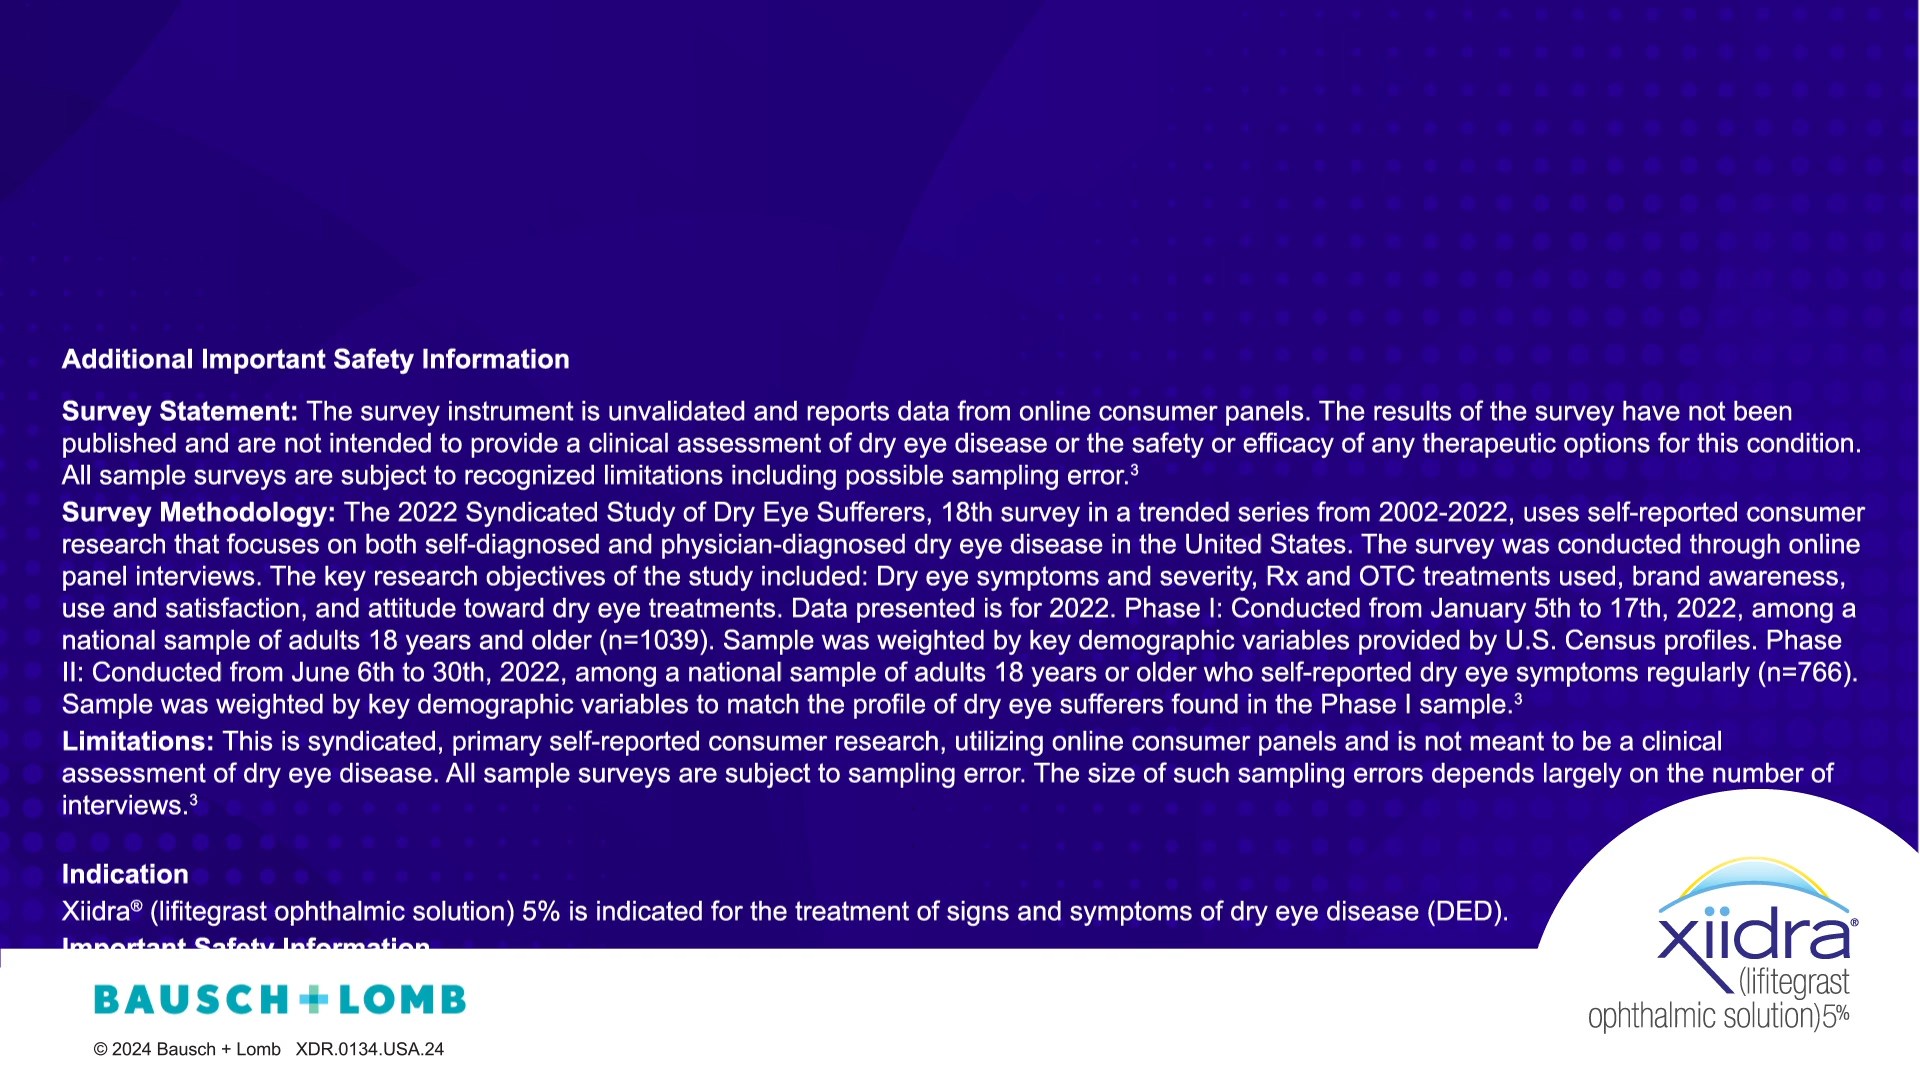 Additional Important Safety Information
Survey Statement: The survey instrument is unvalidated and reports data from online consumer panels. The results of the survey have not been
published and are not intended to provide a clinical assessment of dry eye disease or the safety or efficacy of any therapeutic options for this condition.
All sample surveys are subject to recognized limitations including possible sampling error.³
Survey Methodology: The 2022 Syndicated Study of Dry Eye Sufferers, 18th survey in a trended series from 2002-2022, uses self-reported consumer
research that focuses on both self-diagnosed and physician-diagnosed dry eye disease in the United States. The survey was conducted through online
panel interviews. The key research objectives of the study included: Dry eye symptoms and severity, Rx and OTC treatments used, brand awareness,
use and satisfaction, and attitude toward dry eye treatments. Data presented is for 2022. Phase I: Conducted from January 5th to 17th, 2022, among a
national sample of adults 18 years and older (n=1039). Sample was weighted by key demographic variables provided by U.S. Census profiles. Phase
II: Conducted from June 6th to 30th, 2022, among a national sample of adults 18 years or older who self-reported dry eye symptoms regularly (n=766).
Sample was weighted by key demographic variables to match the profile of dry eye sufferers found in the Phase I sample.³
Limitations: This is syndicated, primary self-reported consumer research, utilizing online consumer panels and is not meant to be a clinical
assessment of dry eye disease. All sample surveys are subject to sampling error. The size of such sampling errors depends largely on the number of
interviews.³
Indication
Xiidra® (lifitegrast ophthalmic solution) 5% is indicated for the treatment of signs and symptoms of dry eye disease (DED).
Important Safety Information
xiidra®
(lifitegrast
ophthalmic solution)5%
BAUSCH+LOMB
© 2024 Bausch + Lomb XDR.0134.USA.24